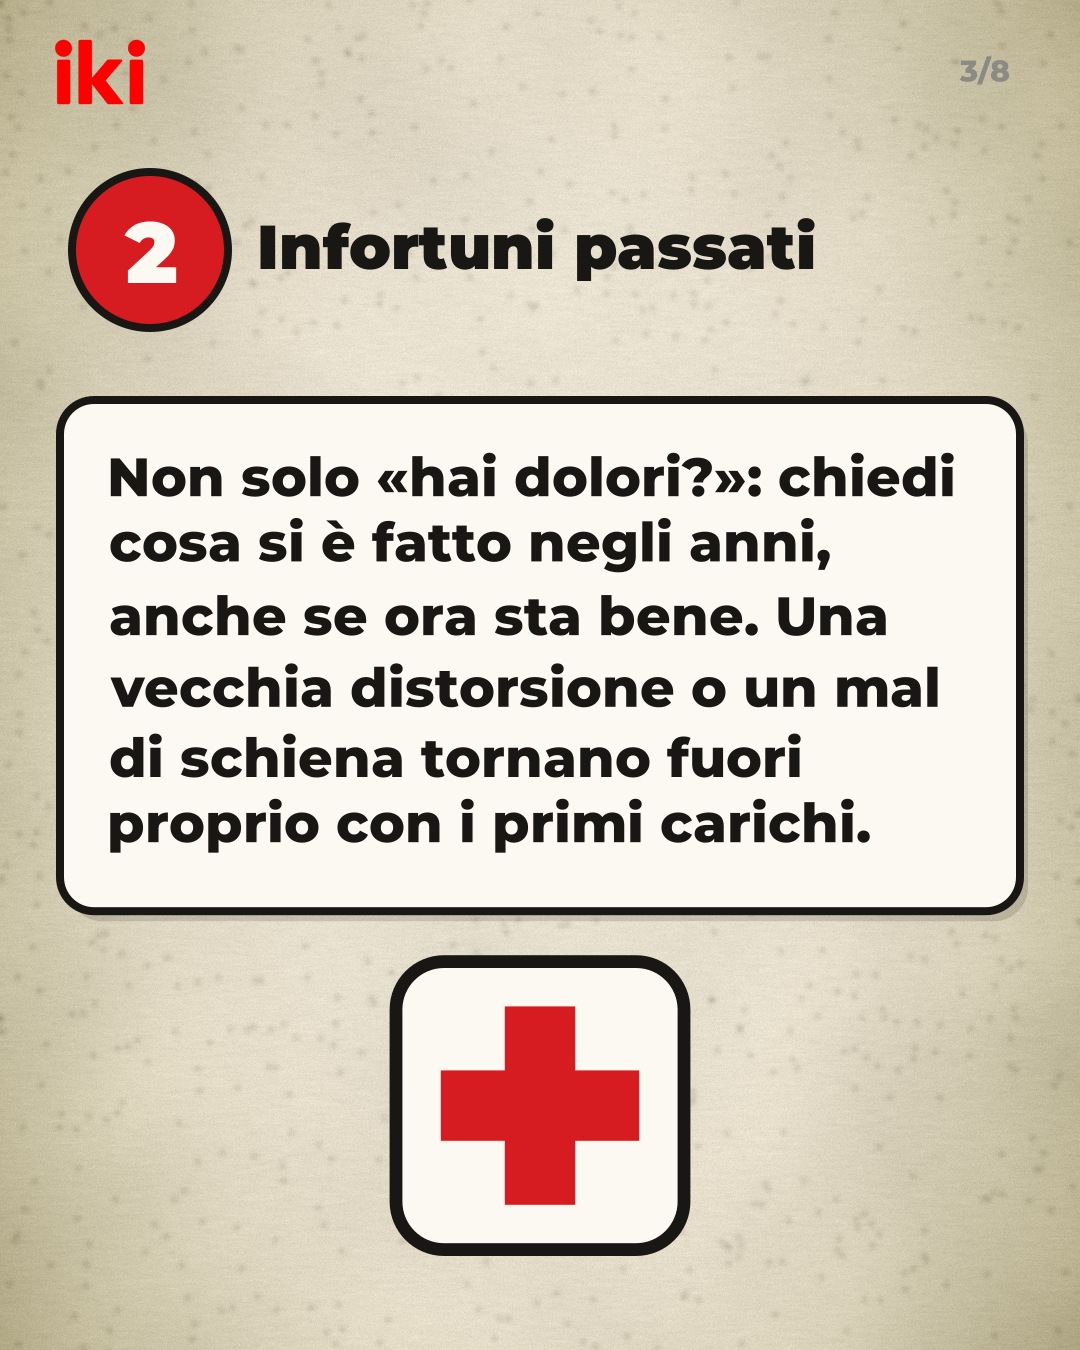 iki
3/8
2
Infortuni passati
Non solo «hai dolori?»: chiedi
cosa si è fatto negli anni,
anche se ora sta bene. Una
vecchia distorsione o un mal
di schiena tornano fuori
proprio con i primi carichi.